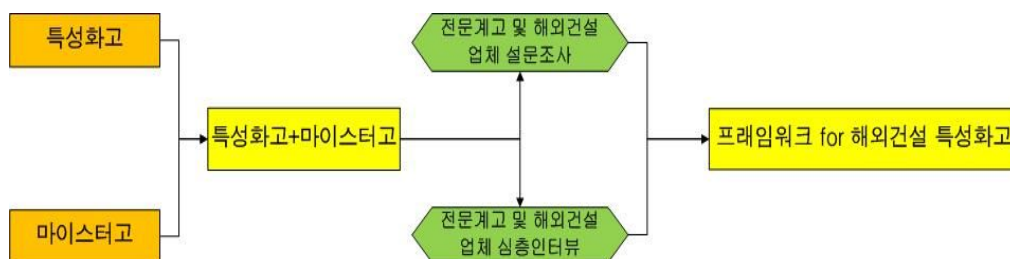 특성화고
전문계고 및 해외건설
업체 설문조사
특성화고+마이스터고
프래임워크 for 해외건설 특성화고
마이스터고
전문계고 및 해외건설
업체 심층인터뷰